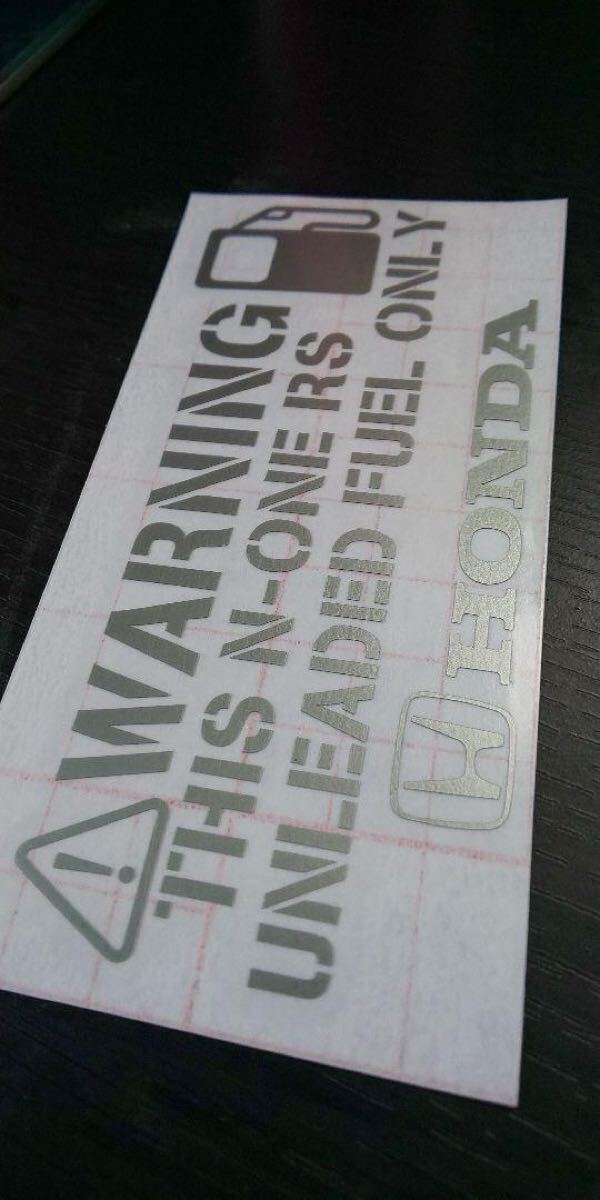 WARNING
THIS N-ONE RS
UNLEADED FUEL ONLY
HONDA